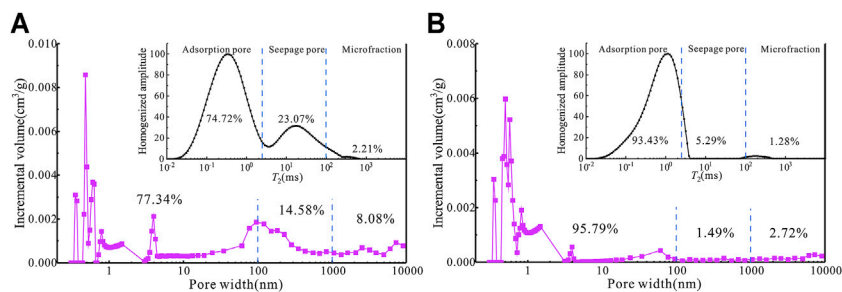 A
Incremental volume(cm³/g)
0.010
0.008
0.006
0.004
0.002
0.000
1
10
100
1000
10000
Pore width(nm)
77.34%
14.58%
8.08%
Homogenized amplitude
100
80
60
40
20
0
Adsorption pore
Seepage pore
Microfraction
74.72%
23.07%
2.21%
10⁻² 10⁻¹ 10⁰ 10¹ 10² 10³
T₂(ms)
B
Incremental volume(cm³/g)
0.008
0.006
0.004
0.002
0.000
1
10
100
1000
10000
Pore width(nm)
95.79%
1.49%
2.72%
Homogenized amplitude
100
80
60
40
20
0
Adsorption pore
Seepage pore
Microfraction
93.43%
5.29%
1.28%
10⁻² 10⁻¹ 10⁰ 10¹ 10² 10³
T₂(ms)